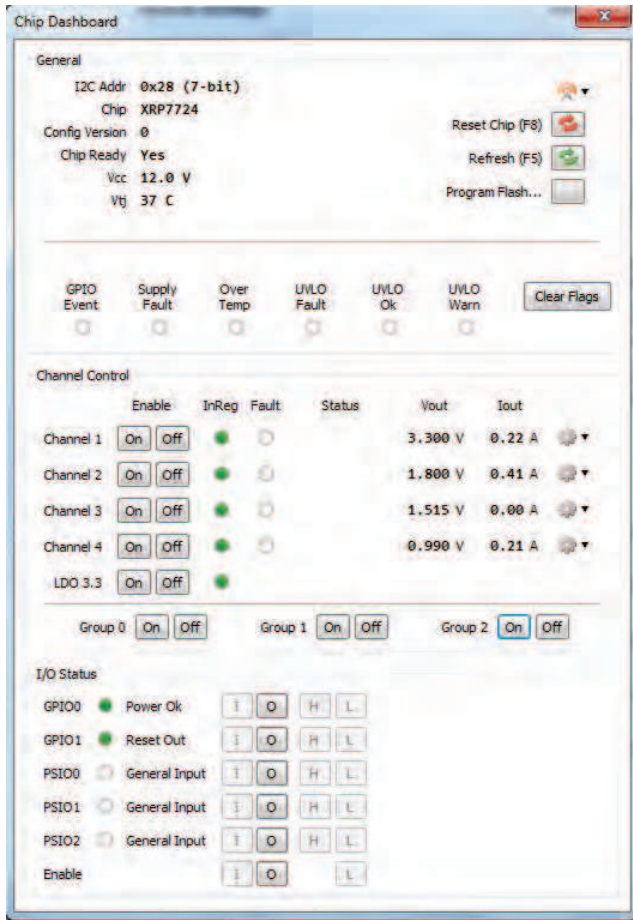 Chip Dashboard
General
I2C Addr 0x28 (7-bit)
Chip XRP7724
Reset Chip (F8)
Config Version 0
Chip Ready Yes
Refresh (F5)
Vcc 12.0 V
Program Flash...
Vtj 37 C
GPIO Event Supply Fault Over Temp UVLO Fault UVLO Ok UVLO Warn Clear Flags
Channel Control
Enable InReg Fault Status Vout Iout
Channel 1 On Off 3.300 V 0.22 A
Channel 2 On Off 1.800 V 0.41 A
Channel 3 On Off 1.515 V 0.00 A
Channel 4 On Off 0.990 V 0.21 A
LDO 3.3 On Off
Group 0 On Off Group 1 On Off Group 2 On Off
I/O Status
GPIO0 Power Ok I O H L
GPIO1 Reset Out I O H L
PSIO0 General Input I O H L
PSIO1 General Input I O H L
PSIO2 General Input I O H L
Enable I O L